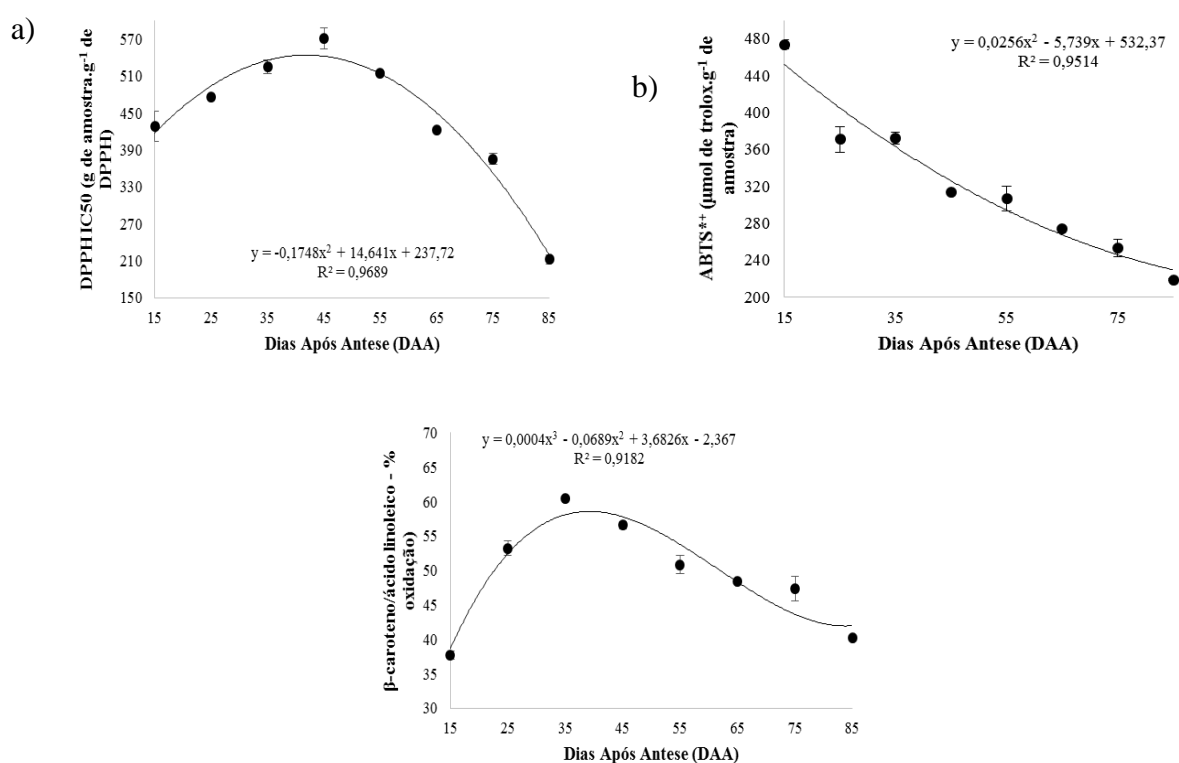 a)
DPPHIC50 (g de amostra.g⁻¹ de
DPPH)
570
510
450
390
330
270
210
150
y = -0,1748x² + 14,641x + 237,72
R² = 0,9689
15 25 35 45 55 65 75 85
Dias Após Antese (DAA)
b)
ABTS*⁺ (µmol de trolox.g⁻¹ de
amostra)
480
440
400
360
320
280
240
200
y = 0,0256x² - 5,739x + 532,37
R² = 0,9514
15 35 55 75
Dias Após Antese (DAA)
β-caroteno/ácido linoleico - %
oxidação)
70
65
60
55
50
45
40
35
30
y = 0,0004x³ - 0,0689x² + 3,6826x - 2,367
R² = 0,9182
15 25 35 45 55 65 75 85
Dias Após Antese (DAA)